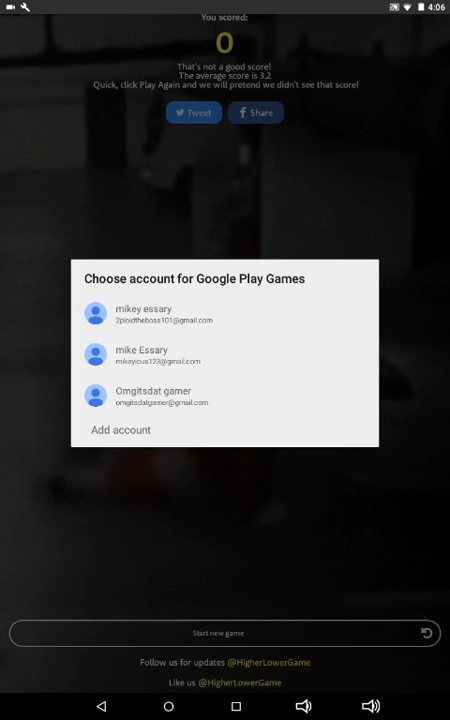 4:06
You scored:
0
That's not a good score!
The average score is 3.2
Quick, click Play Again and we will pretend we didn't see that score!
Tweet
Share
Choose account for Google Play Games
mikey essary
2ploidtheboss101@gmail.com
mike Essary
mikeyicus123@gmail.com
Omgitsdat gamer
omgitsdatgamer@gmail.com
Add account
Start new game
Follow us for updates @HigherLowerGame
Like us @HigherLowerGame